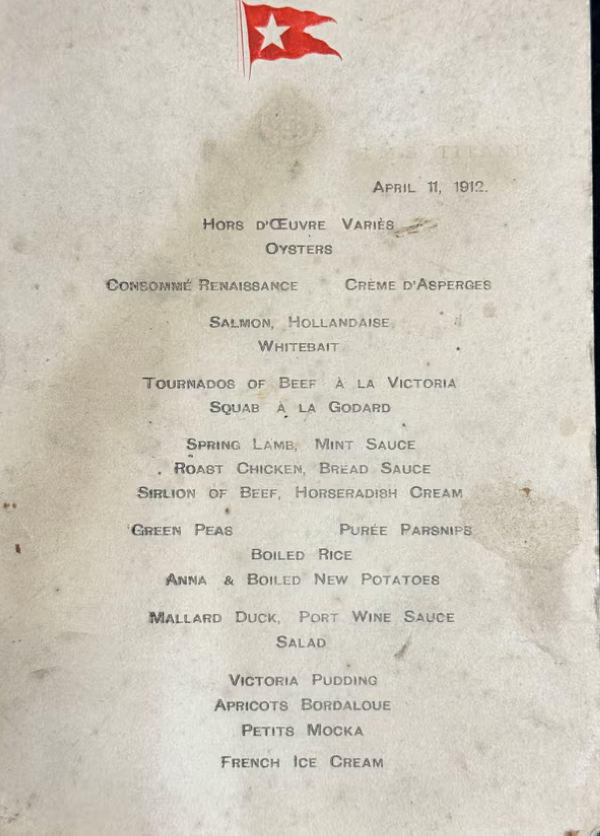 R.M.S. TITANIC
APRIL 11, 1912.
HORS D'ŒUVRE VARIÈS
OYSTERS
CONSOMMÉ RENAISSANCE CRÈME D'ASPERGES
SALMON, HOLLANDAISE,
WHITEBAIT
TOURNADOS OF BEEF À LA VICTORIA
SQUAB À LA GODARD
SPRING LAMB, MINT SAUCE
ROAST CHICKEN, BREAD SAUCE
SIRLION OF BEEF, HORSERADISH CREAM
GREEN PEAS PURÉE PARSNIPS
BOILED RICE
ANNA & BOILED NEW POTATOES
MALLARD DUCK, PORT WINE SAUCE
SALAD
VICTORIA PUDDING
APRICOTS BORDALOUE
PETITS MOCKA
FRENCH ICE CREAM